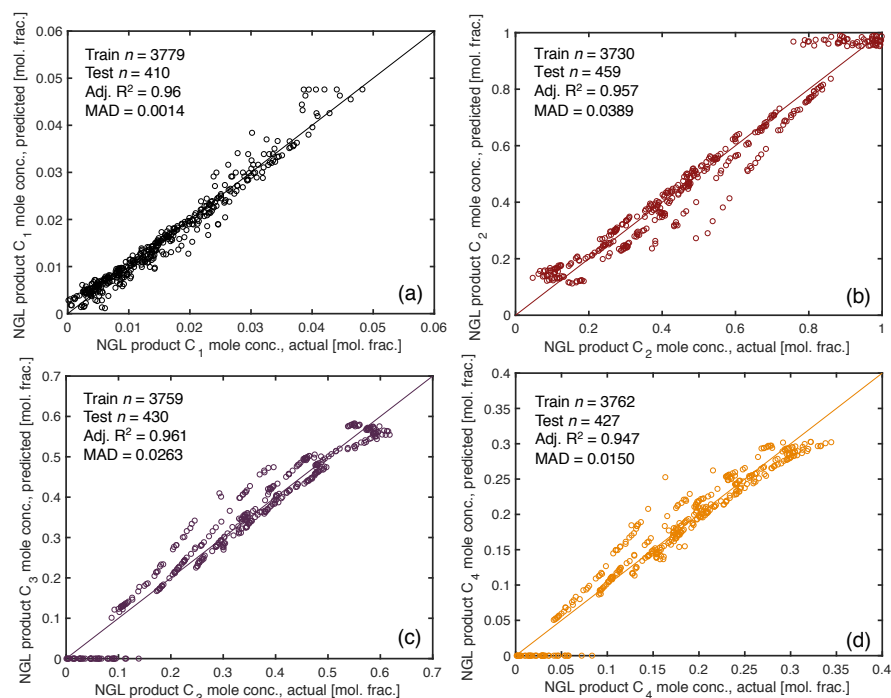 NGL product C1 mole conc., predicted [mol. frac.]
0.06
0.05
0.04
0.03
0.02
0.01
0
Train n = 3779
Test n = 410
Adj. R² = 0.96
MAD = 0.0014
(a)
0 0.01 0.02 0.03 0.04 0.05 0.06
NGL product C1 mole conc., actual [mol. frac.]
NGL product C2 mole conc., predicted [mol. frac.]
1
0.8
0.6
0.4
0.2
0
Train n = 3730
Test n = 459
Adj. R² = 0.957
MAD = 0.0389
(b)
0 0.2 0.4 0.6 0.8 1
NGL product C2 mole conc., actual [mol. frac.]
NGL product C3 mole conc., predicted [mol. frac.]
0.7
0.6
0.5
0.4
0.3
0.2
0.1
0
Train n = 3759
Test n = 430
Adj. R² = 0.961
MAD = 0.0263
(c)
0 0.1 0.2 0.3 0.4 0.5 0.6 0.7
NGL product C3 mole conc., actual [mol. frac.]
NGL product C4 mole conc., predicted [mol. frac.]
0.4
0.35
0.3
0.25
0.2
0.15
0.1
0.05
0
Train n = 3762
Test n = 427
Adj. R² = 0.947
MAD = 0.0150
(d)
0 0.05 0.1 0.15 0.2 0.25 0.3 0.35 0.4
NGL product C4 mole conc., actual [mol. frac.]